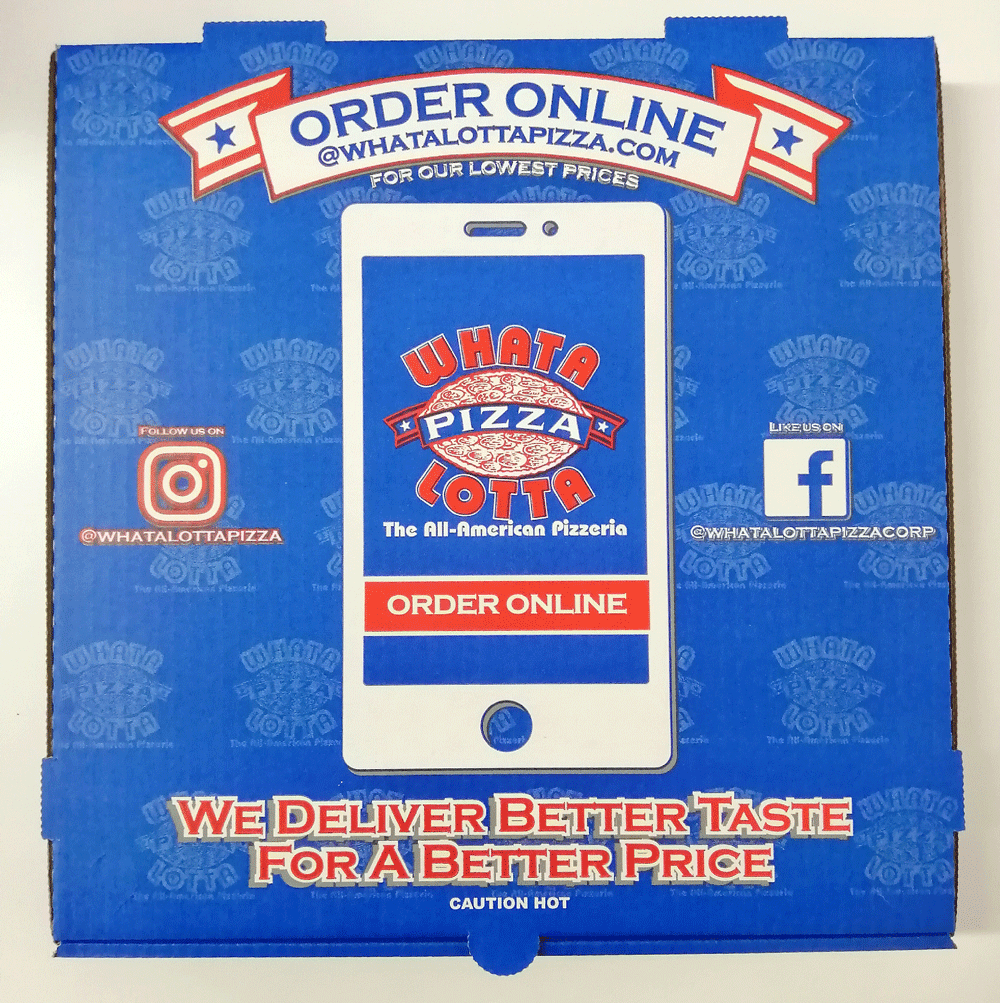 ORDER ONLINE
@WHATALOTTAPIZZA.COM
FOR OUR LOWEST PRICES
WHATA
PIZZA
LOTTA
The All-American Pizzeria
ORDER ONLINE
FOLLOW US ON
@WHATALOTTAPIZZA
LIKE US ON
f
@WHATALOTTAPIZZACORP
WE DELIVER BETTER TASTE
FOR A BETTER PRICE
CAUTION HOT